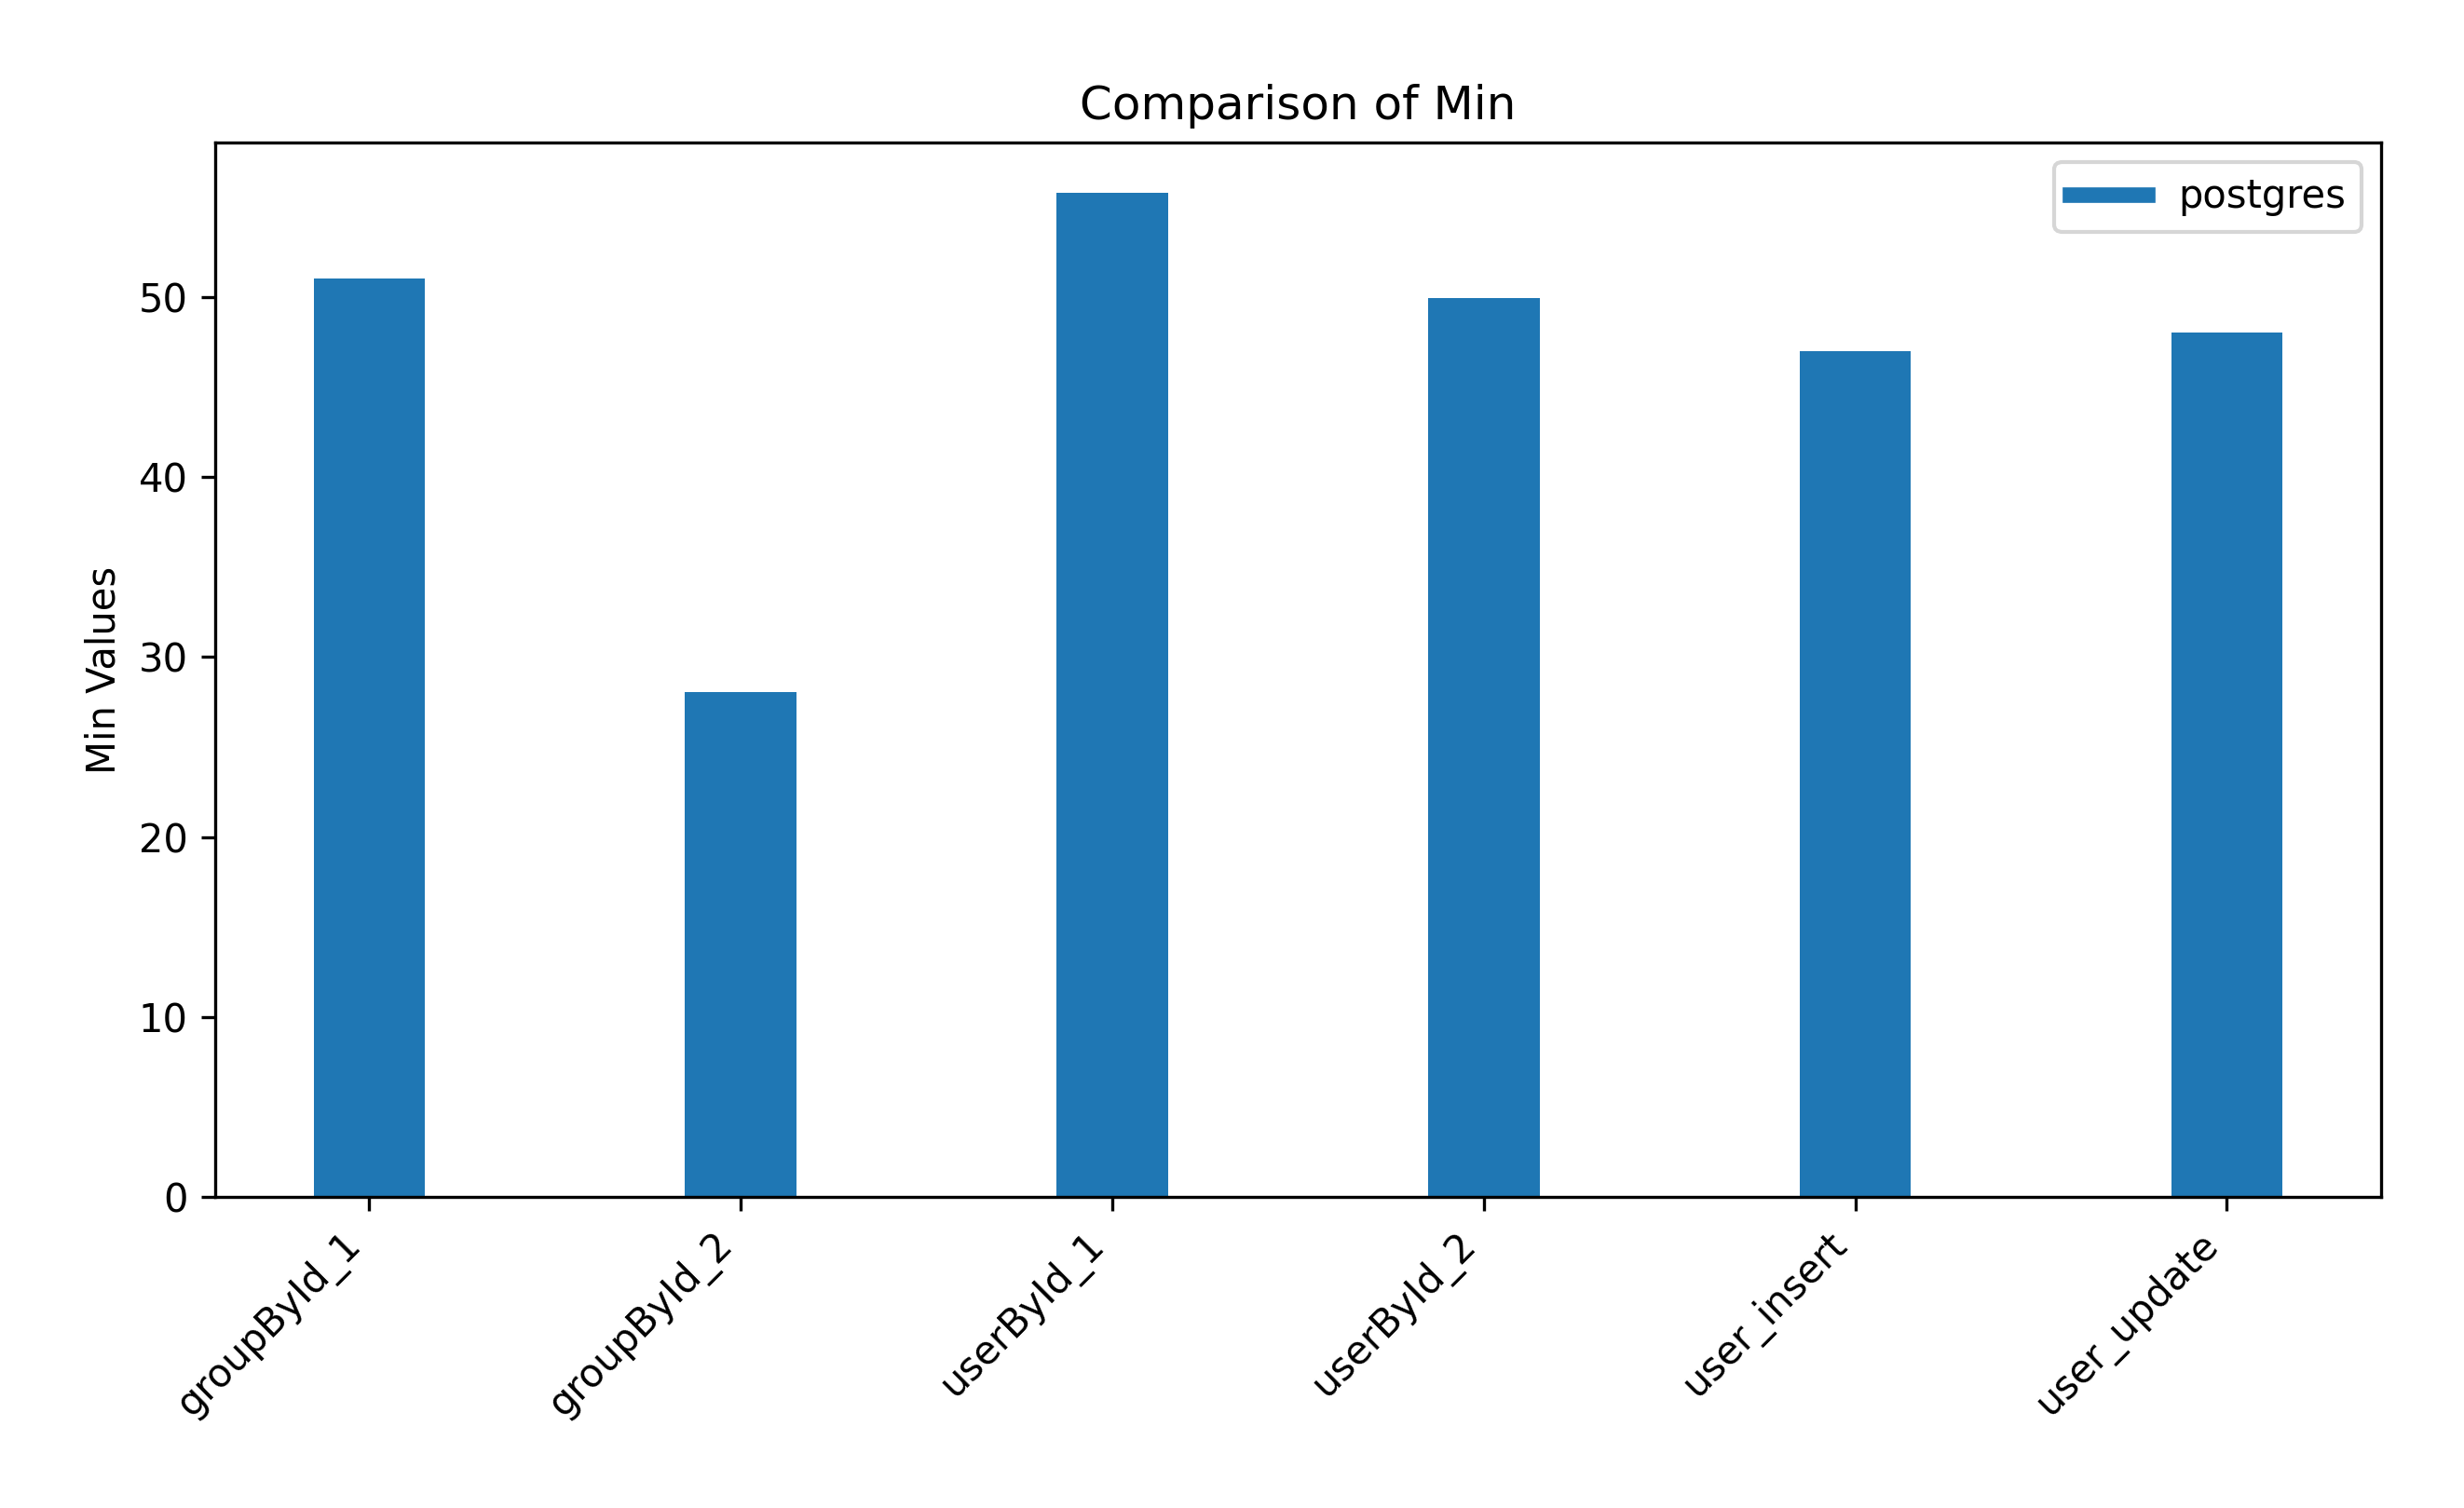 Comparison of Min
postgres
Min Values
50
40
30
20
10
0
groupById_1
groupById_2
userById_1
userById_2
user_insert
user_update